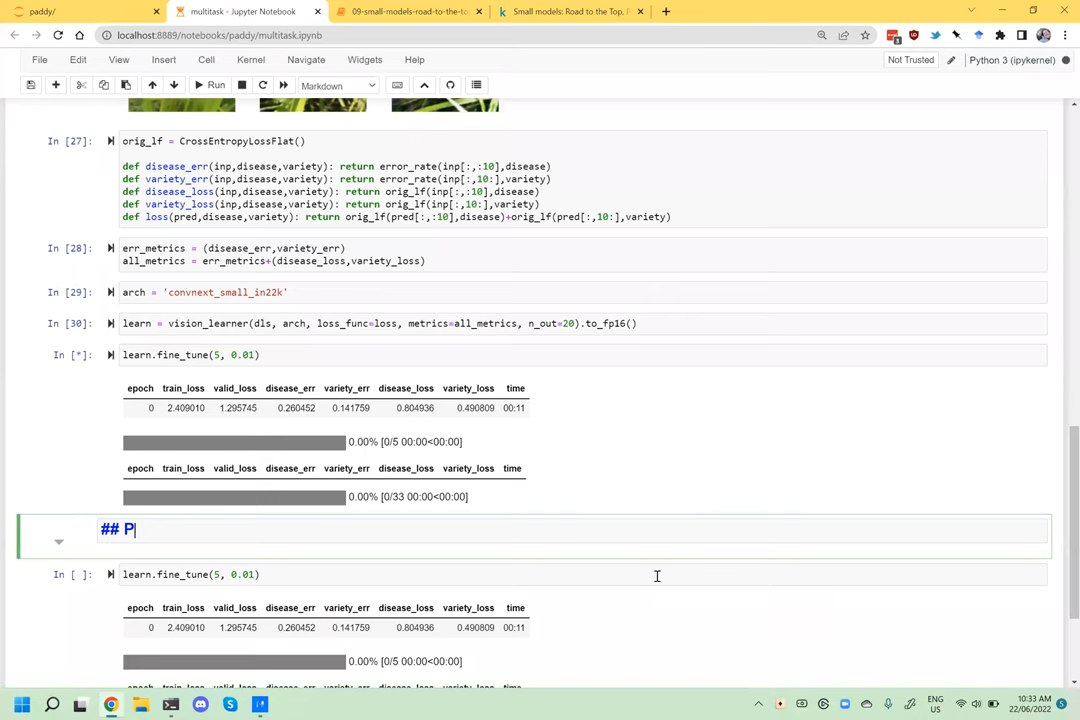 paddy/
multitask - Jupyter Notebook
09-small-models-road-to-the-to
Small models: Road to the Top, P
localhost:8889/notebooks/paddy/multitask.ipynb
File Edit View Insert Cell Kernel Navigate Widgets Help
Not Trusted
Python 3 (ipykernel)
Run
Markdown
In [27]:
orig_lf = CrossEntropyLossFlat()
def disease_err(inp,disease,variety): return error_rate(inp[:,:10],disease)
def variety_err(inp,disease,variety): return error_rate(inp[:,10:],variety)
def disease_loss(inp,disease,variety): return orig_lf(inp[:,:10],disease)
def variety_loss(inp,disease,variety): return orig_lf(inp[:,10:],variety)
def loss(pred,disease,variety): return orig_lf(pred[:,:10],disease)+orig_lf(pred[:,10:],variety)
In [28]:
err_metrics = (disease_err,variety_err)
all_metrics = err_metrics+(disease_loss,variety_loss)
In [29]: arch = 'convnext_small_in22k'
In [30]: learn = vision_learner(dls, arch, loss_func=loss, metrics=all_metrics, n_out=20).to_fp16()
In [*]: learn.fine_tune(5, 0.01)
epoch train_loss valid_loss disease_err variety_err disease_loss variety_loss time
0 2.409010 1.295745 0.260452 0.141759 0.804936 0.490809 00:11
0.00% [0/5 00:00<00:00]
epoch train_loss valid_loss disease_err variety_err disease_loss variety_loss time
0.00% [0/33 00:00<00:00]
## P
In [ ]: learn.fine_tune(5, 0.01)
epoch train_loss valid_loss disease_err variety_err disease_loss variety_loss time
0 2.409010 1.295745 0.260452 0.141759 0.804936 0.490809 00:11
0.00% [0/5 00:00<00:00]
epoch train_loss valid_loss disease_err variety_err disease_loss variety_loss time
ENG
US
10:33 AM
22/06/2022